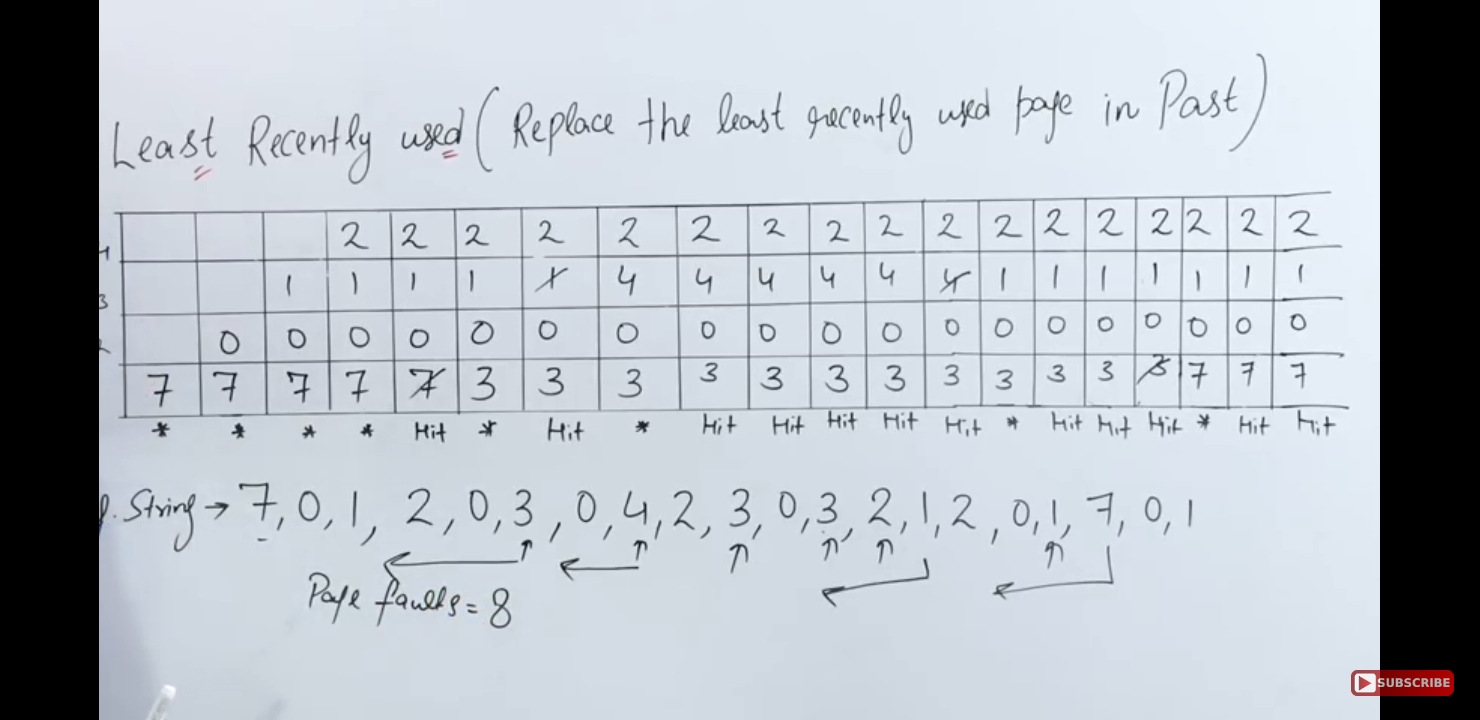 Least Recently used (Replace the least recently used page in Past)
4 2 2 2 2 2 2 2 2 2 2 2 2 2 2 2 2 2
3 1 1 1 1 1 4 4 4 4 4 4 1 1 1 1 1 1 1
0 0 0 0 0 0 0 0 0 0 0 0 0 0 0 0 0 0 0
7 7 7 7 7 3 3 3 3 3 3 3 3 3 3 3 3 7 7 7
* * * * Hit * Hit * Hit Hit Hit Hit Hit * Hit Hit Hit * Hit Hit
. String → 7, 0, 1, 2, 0, 3, 0, 4, 2, 3, 0, 3, 2, 1, 2, 0, 1, 7, 0, 1
Page faults = 8
SUBSCRIBE